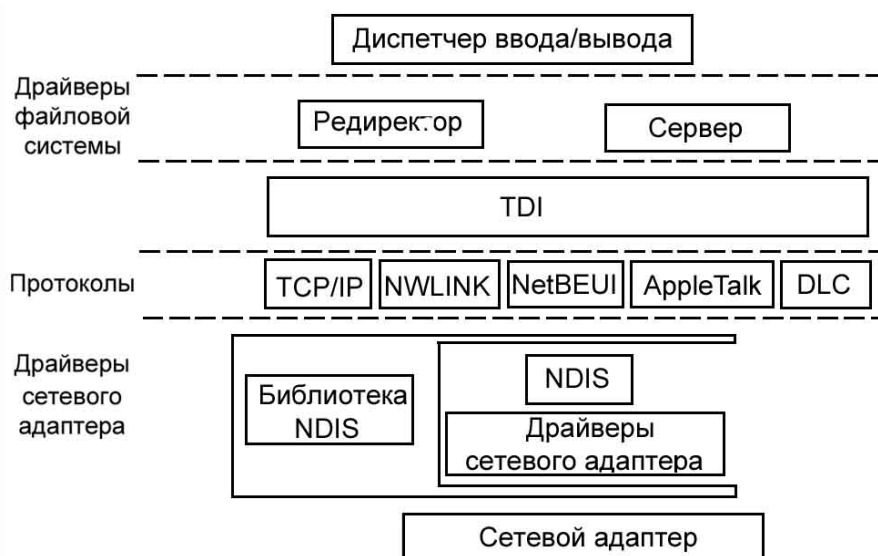 Диспетчер ввода/вывода
Драйверы
файловой
системы
Редиректор
Сервер
TDI
Протоколы
TCP/IP
NWLINK
NetBEUI
AppleTalk
DLC
Драйверы
сетевого
адаптера
Библиотека
NDIS
NDIS
Драйверы
сетевого адаптера
Сетевой адаптер